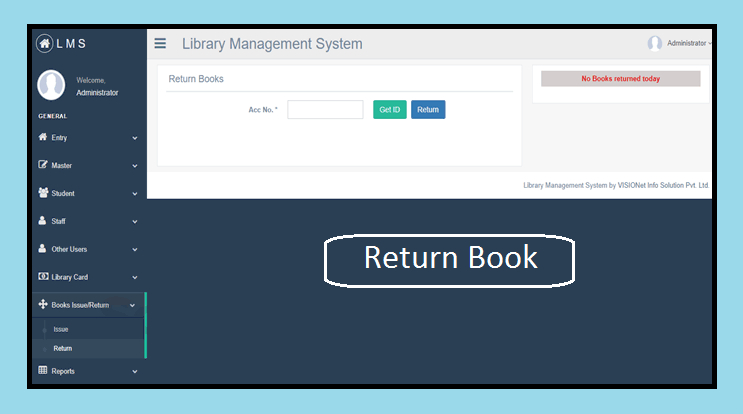 LMS
Library Management System
Administrator
Welcome,
Administrator
GENERAL
Entry
Master
Student
Staff
Other Users
Library Card
Books Issue/Return
Issue
Return
Reports
Return Books
Acc No. *
Get ID
Return
No Books returned today
Library Management System by VISIONet Info Solution Pvt. Ltd.
Return Book